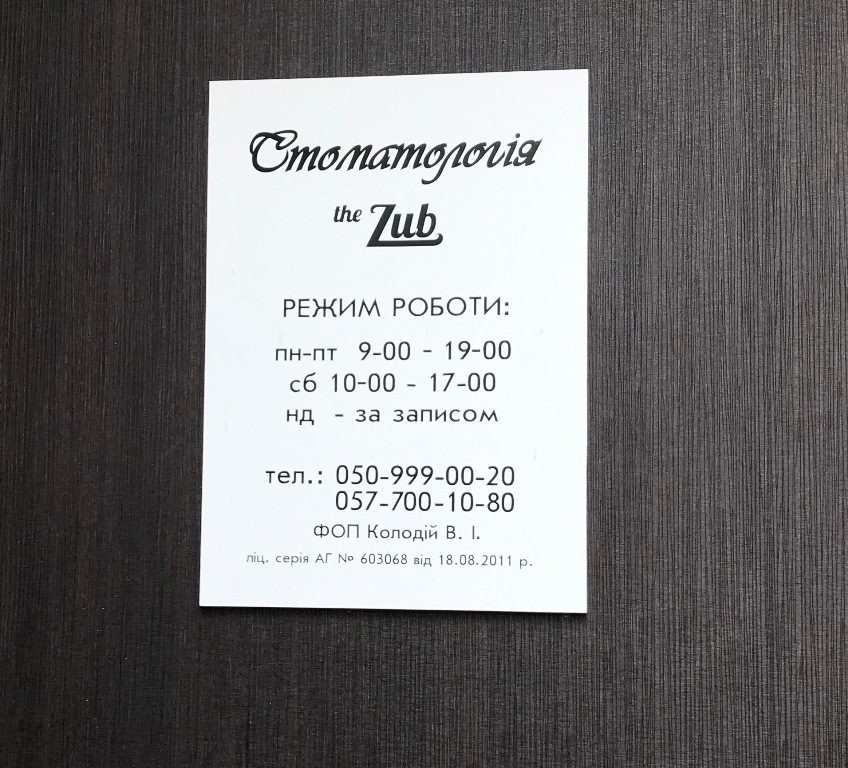 Стоматологія
the Zub
РЕЖИМ РОБОТИ:
пн-пт 9-00 - 19-00
сб 10-00 - 17-00
нд - за записом
тел.: 050-999-00-20
057-700-10-80
ФОП Колодій В. І.
ліц. серія АГ № 603068 від 18.08.2011 р.